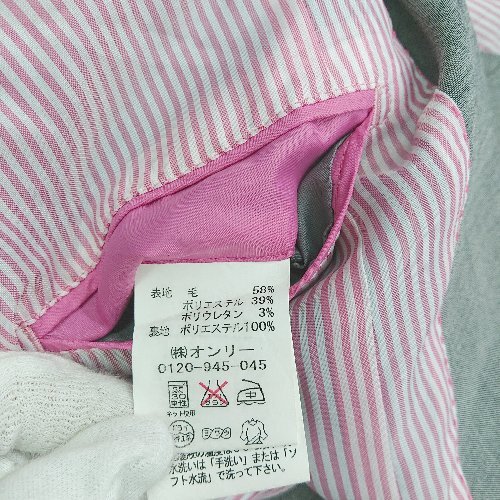 表地 毛 58%
ポリエステル 39%
ポリウレタン 3%
裏地 ポリエステル100%
(株)オンリー
0120-945-045
ネット使用
水洗いは「手洗い」または「ソ
フト水流」で洗って下さい。